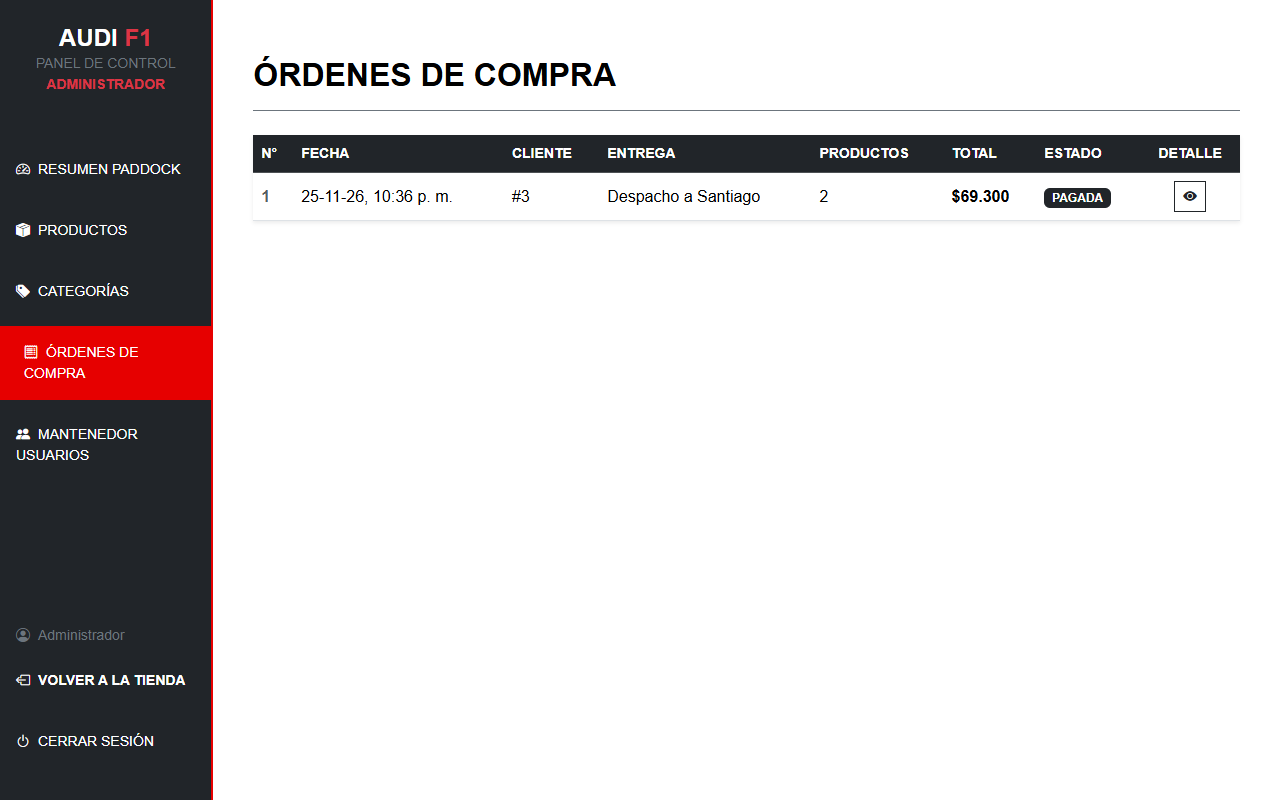 AUDI F1
PANEL DE CONTROL
ADMINISTRADOR
RESUMEN PADDOCK
PRODUCTOS
CATEGORÍAS
ÓRDENES DE
COMPRA
MANTENEDOR
USUARIOS
Administrador
VOLVER A LA TIENDA
CERRAR SESIÓN
ÓRDENES DE COMPRA
N° FECHA CLIENTE ENTREGA PRODUCTOS TOTAL ESTADO DETALLE
1 25-11-26, 10:36 p. m. #3 Despacho a Santiago 2 $69.300 PAGADA